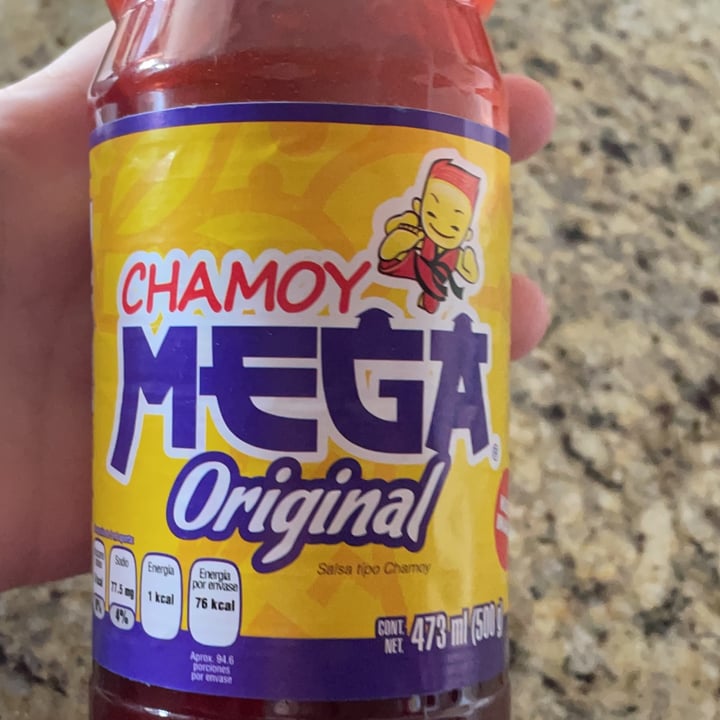 CHAMOY
MEGA®
Original
Salsa tipo Chamoy
Sodio
77.5 mg
4%
Energía
1 kcal
Energía
por envase
76 kcal
Aprox. 94.6
porciones
por envase
CONT. NET. 473 ml (500 g